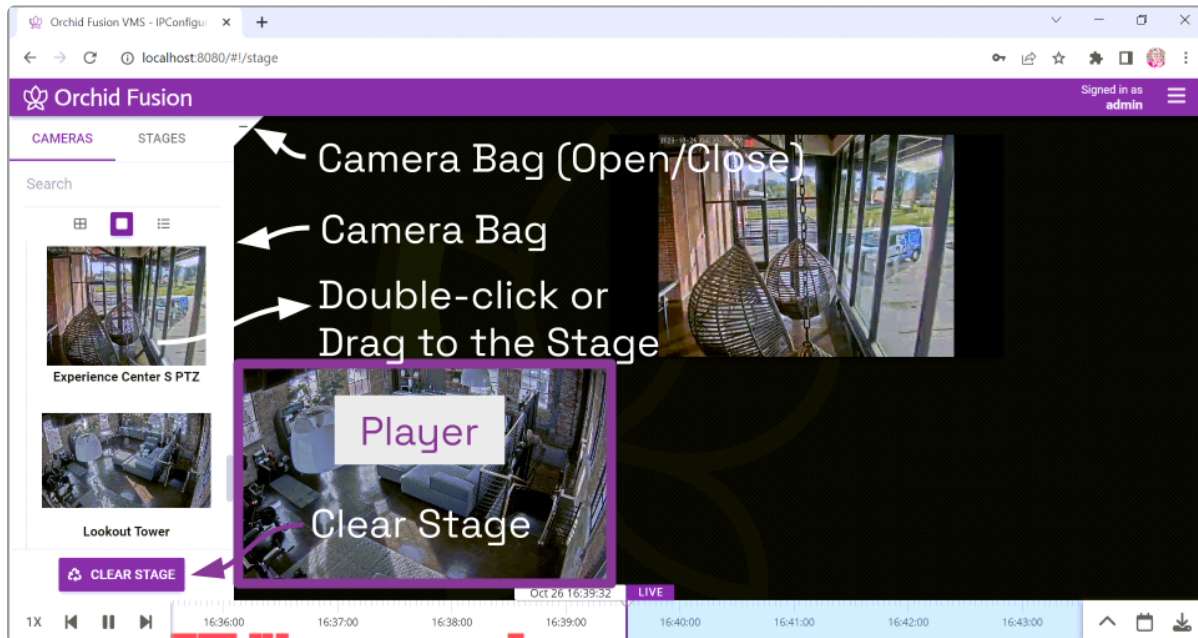 Orchid Fusion VMS - IPConfigu
localhost:8080/#!/stage
Orchid Fusion
Signed in as
admin
CAMERAS
STAGES
Camera Bag (Open/Close)
Search
Camera Bag
Double-click or
Drag to the Stage
Experience Center S PTZ
Player
Lookout Tower
Clear Stage
CLEAR STAGE
Oct 26 16:39:32
LIVE
1X
16:36:00
16:37:00
16:38:00
16:39:00
16:40:00
16:41:00
16:42:00
16:43:00